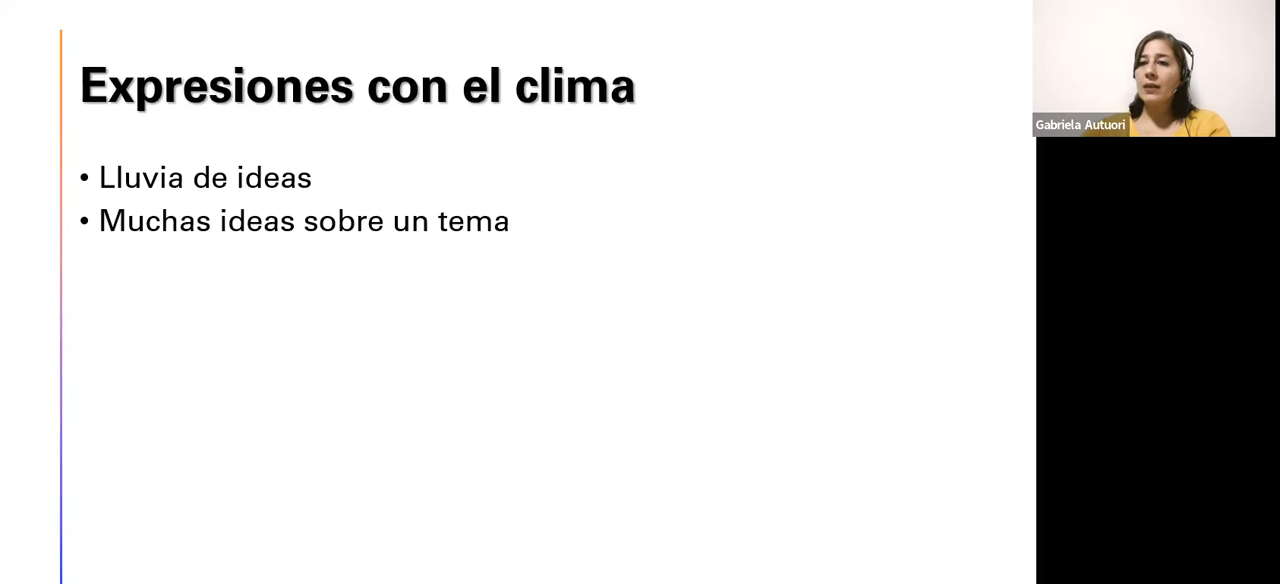 Expresiones con el clima
• Lluvia de ideas
• Muchas ideas sobre un tema
Gabriela Autuori